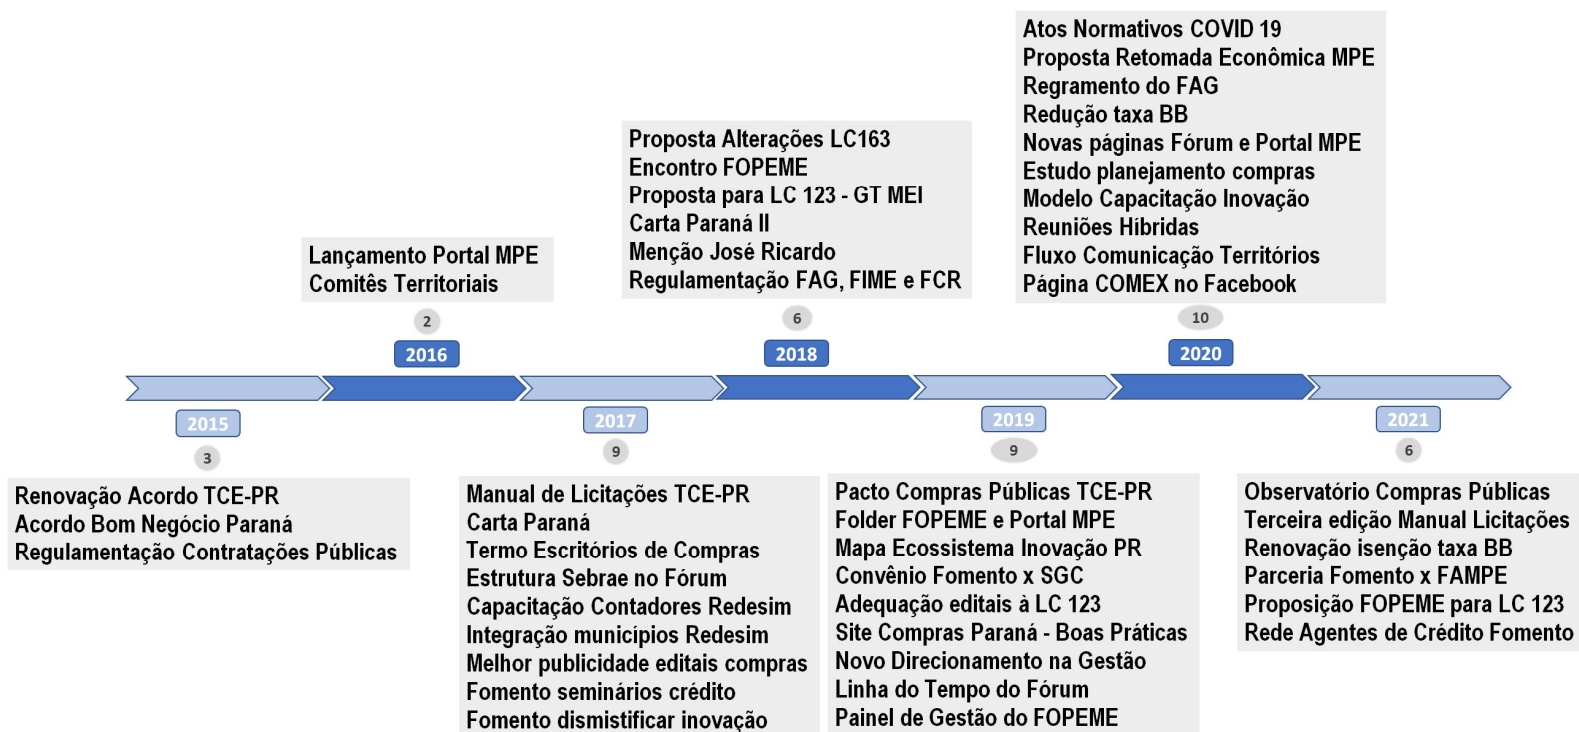 Atos Normativos COVID 19
Proposta Retomada Econômica MPE
Regramento do FAG
Redução taxa BB
Novas páginas Fórum e Portal MPE
Estudo planejamento compras
Modelo Capacitação Inovação
Reuniões Híbridas
Fluxo Comunicação Territórios
Página COMEX no Facebook
10
2020
Proposta Alterações LC163
Encontro FOPEME
Proposta para LC 123 - GT MEI
Carta Paraná II
Menção José Ricardo
Regulamentação FAG, FIME e FCR
6
2018
Lançamento Portal MPE
Comitês Territoriais
2
2016
2015
3
Renovação Acordo TCE-PR
Acordo Bom Negócio Paraná
Regulamentação Contratações Públicas
2017
9
Manual de Licitações TCE-PR
Carta Paraná
Termo Escritórios de Compras
Estrutura Sebrae no Fórum
Capacitação Contadores Redesim
Integração municípios Redesim
Melhor publicidade editais compras
Fomento seminários crédito
Fomento dismistificar inovação
2019
9
Pacto Compras Públicas TCE-PR
Folder FOPEME e Portal MPE
Mapa Ecossistema Inovação PR
Convênio Fomento x SGC
Adequação editais à LC 123
Site Compras Paraná - Boas Práticas
Novo Direcionamento na Gestão
Linha do Tempo do Fórum
Painel de Gestão do FOPEME
2021
6
Observatório Compras Públicas
Terceira edição Manual Licitações
Renovação isenção taxa BB
Parceria Fomento x FAMPE
Proposição FOPEME para LC 123
Rede Agentes de Crédito Fomento